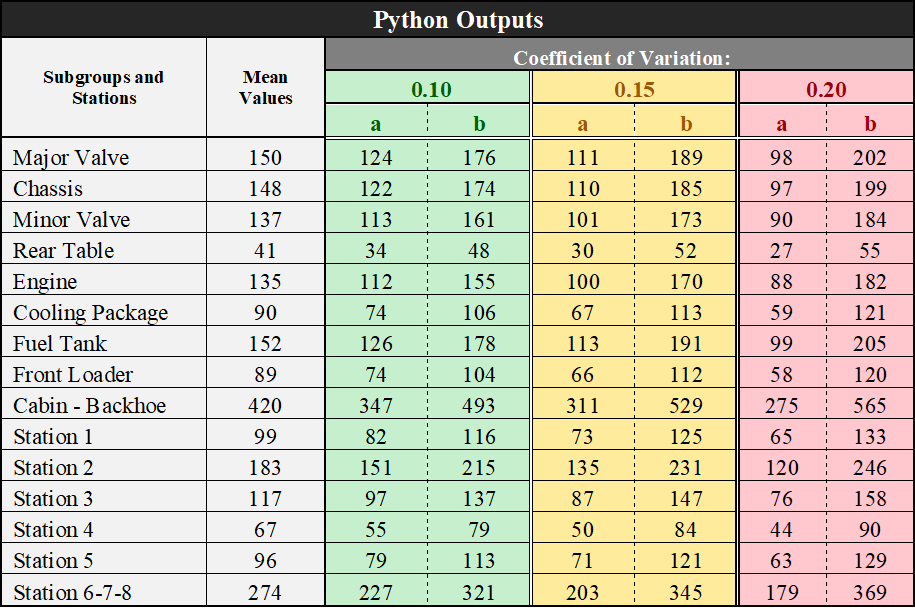 Python Outputs
Subgroups and Stations Mean Values Coefficient of Variation:
0.10 0.15 0.20
a b a b a b
Major Valve 150 124 176 111 189 98 202
Chassis 148 122 174 110 185 97 199
Minor Valve 137 113 161 101 173 90 184
Rear Table 41 34 48 30 52 27 55
Engine 135 112 155 100 170 88 182
Cooling Package 90 74 106 67 113 59 121
Fuel Tank 152 126 178 113 191 99 205
Front Loader 89 74 104 66 112 58 120
Cabin - Backhoe 420 347 493 311 529 275 565
Station 1 99 82 116 73 125 65 133
Station 2 183 151 215 135 231 120 246
Station 3 117 97 137 87 147 76 158
Station 4 67 55 79 50 84 44 90
Station 5 96 79 113 71 121 63 129
Station 6-7-8 274 227 321 203 345 179 369